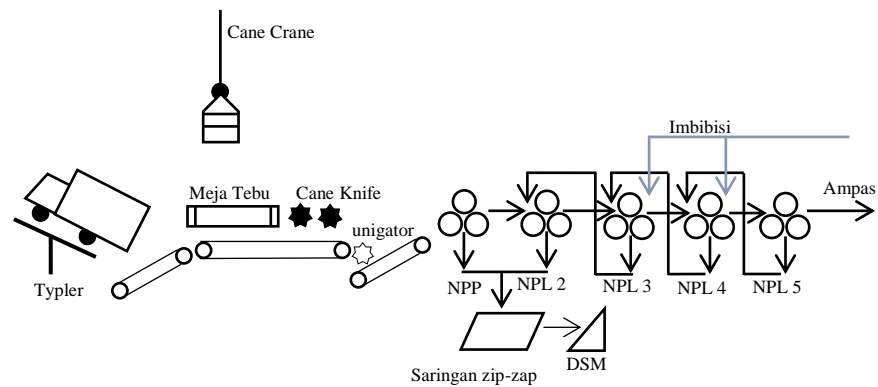 Cane Crane
Imbibisi
Meja Tebu
Cane Knife
Ampas
unigator
Typler
NPP
NPL 2
NPL 3
NPL 4
NPL 5
Saringan zip-zap
DSM